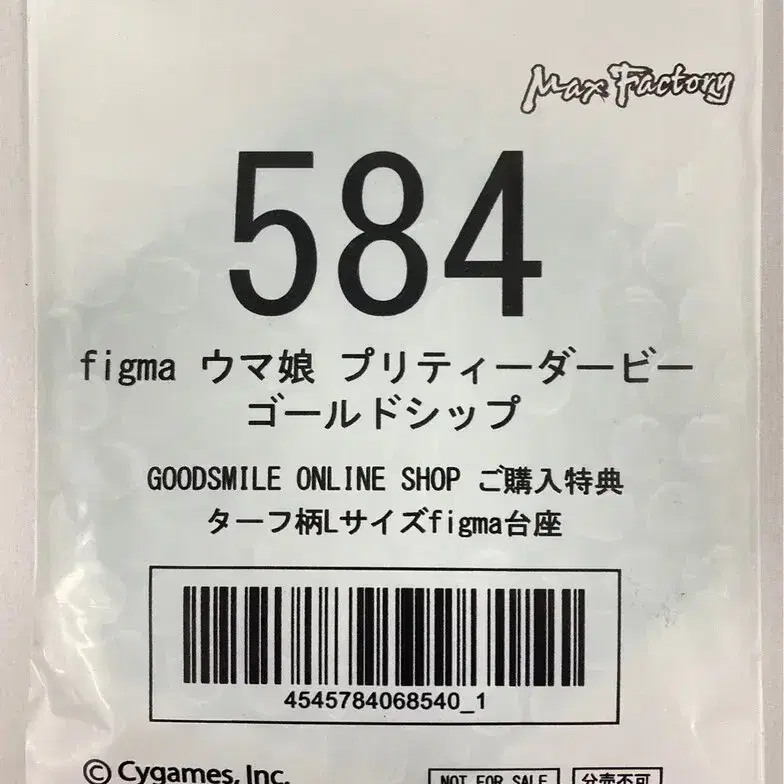 Max Factory
584
figma ウマ娘 プリティーダービー
ゴールドシップ
GOODSMILE ONLINE SHOP ご購入特典
ターフ柄Lサイズfigma台座
4545784068540_1
© Cygames, Inc.
NOT FOR SALE 分売不可